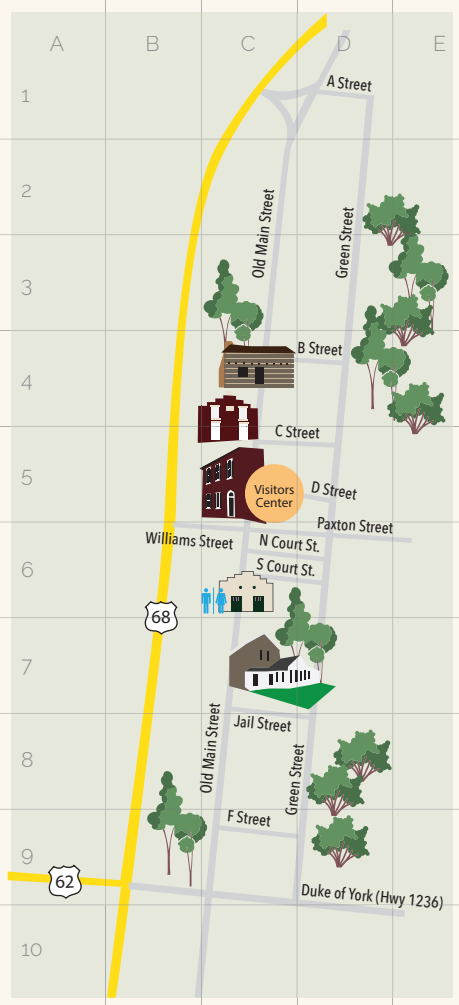 A B C D E
1
A Street
2
Old Main Street
Green Street
3
B Street
4
C Street
5
Visitors
Center
D Street
Paxton Street
Williams Street
N Court St.
S Court St.
6
68
7
Old Main Street
Jail Street
Green Street
8
F Street
9
62
Duke of York (Hwy 1236)
10